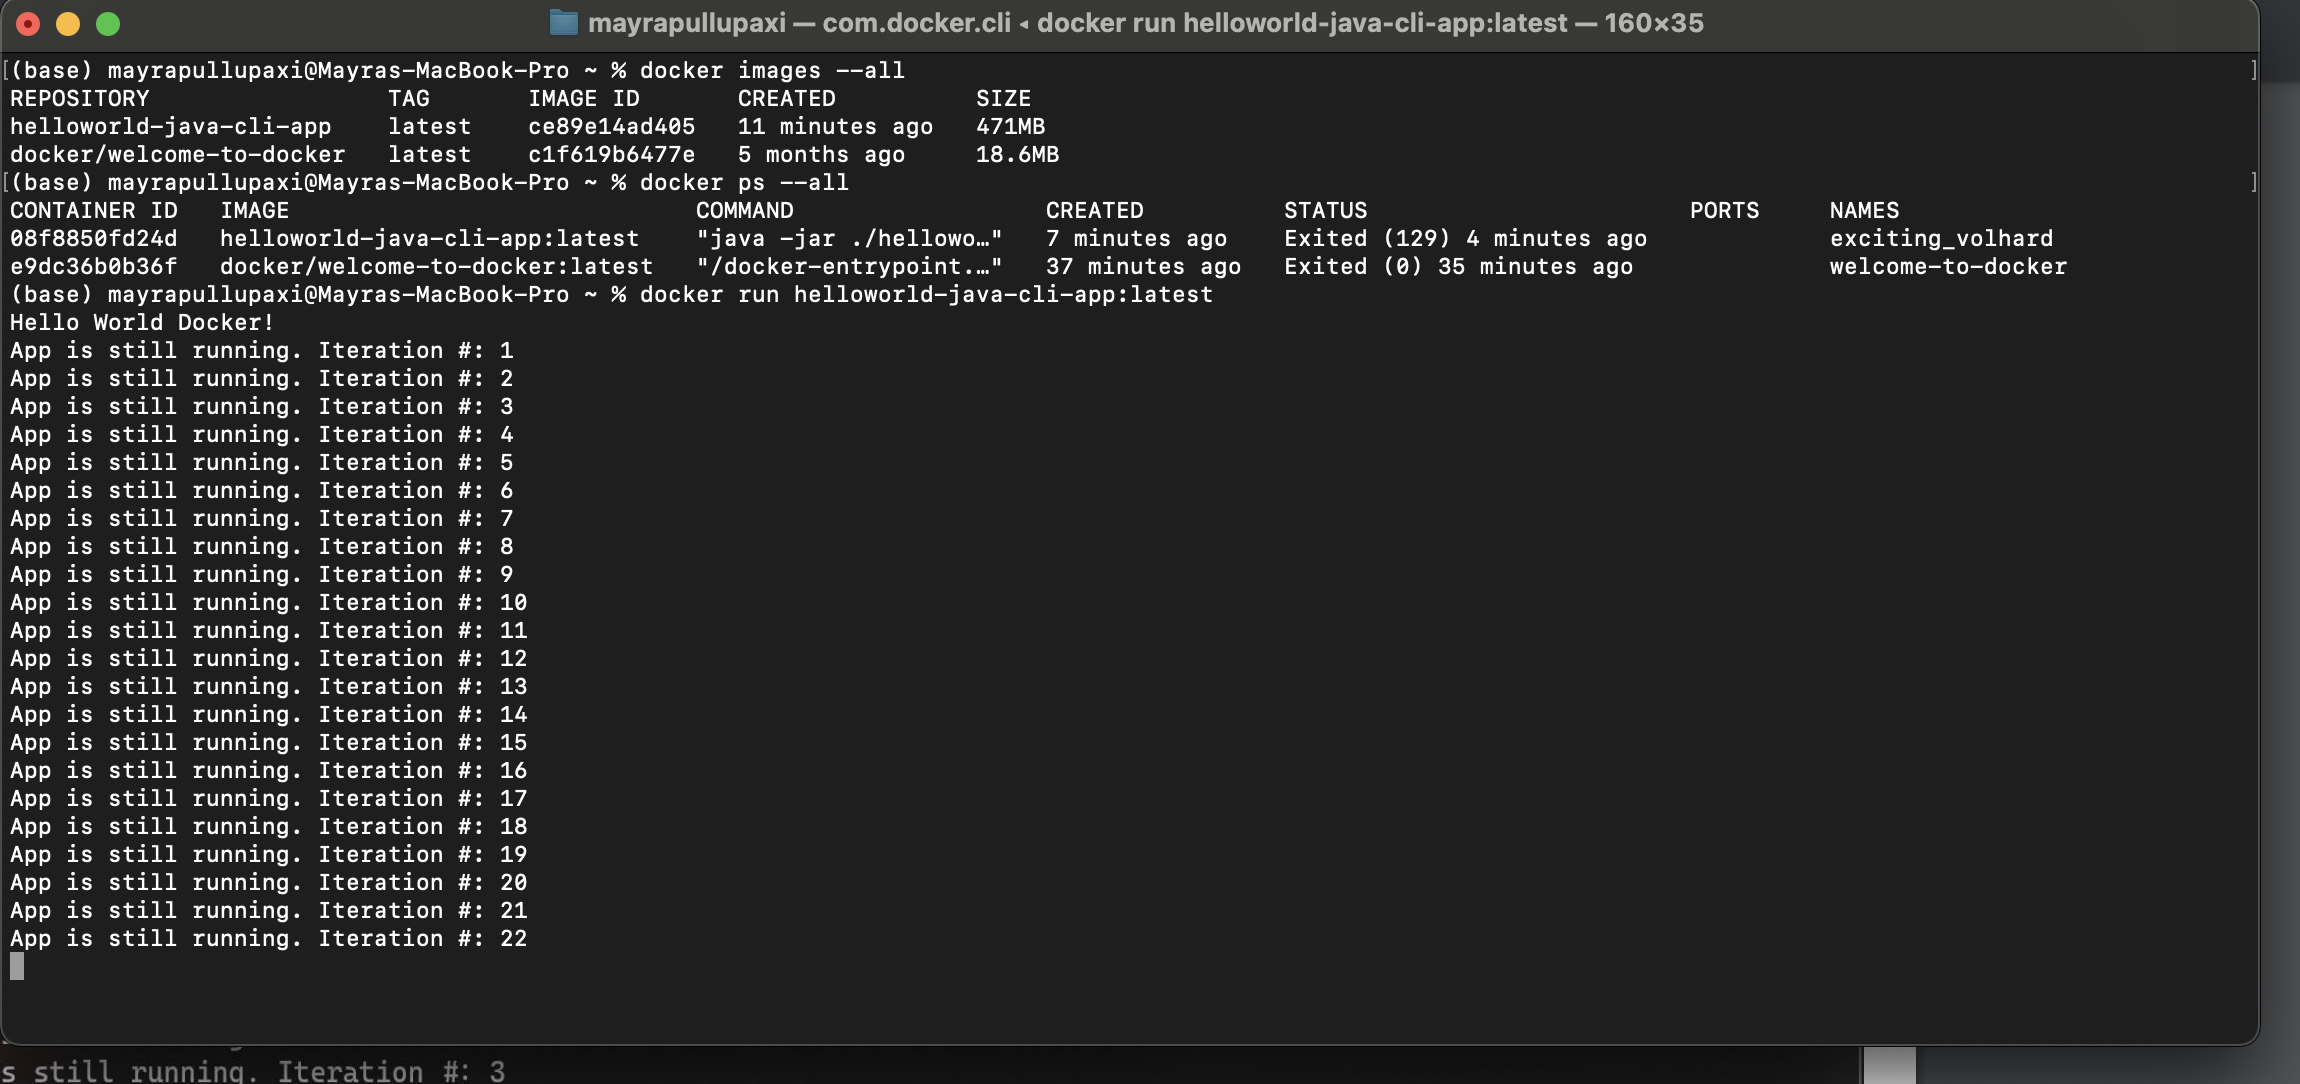 mayrapullupaxi — com.docker.cli ◂ docker run helloworld-java-cli-app:latest — 160×35
[(base) mayrapullupaxi@Mayras-MacBook-Pro ~ % docker images --all ]
REPOSITORY TAG IMAGE ID CREATED SIZE
helloworld-java-cli-app latest ce89e14ad405 11 minutes ago 471MB
docker/welcome-to-docker latest c1f619b6477e 5 months ago 18.6MB
[(base) mayrapullupaxi@Mayras-MacBook-Pro ~ % docker ps --all ]
CONTAINER ID IMAGE COMMAND CREATED STATUS PORTS NAMES
08f8850fd24d helloworld-java-cli-app:latest "java -jar ./hellowo…" 7 minutes ago Exited (129) 4 minutes ago exciting_volhard
e9dc36b0b36f docker/welcome-to-docker:latest "/docker-entrypoint.…" 37 minutes ago Exited (0) 35 minutes ago welcome-to-docker
(base) mayrapullupaxi@Mayras-MacBook-Pro ~ % docker run helloworld-java-cli-app:latest
Hello World Docker!
App is still running. Iteration #: 1
App is still running. Iteration #: 2
App is still running. Iteration #: 3
App is still running. Iteration #: 4
App is still running. Iteration #: 5
App is still running. Iteration #: 6
App is still running. Iteration #: 7
App is still running. Iteration #: 8
App is still running. Iteration #: 9
App is still running. Iteration #: 10
App is still running. Iteration #: 11
App is still running. Iteration #: 12
App is still running. Iteration #: 13
App is still running. Iteration #: 14
App is still running. Iteration #: 15
App is still running. Iteration #: 16
App is still running. Iteration #: 17
App is still running. Iteration #: 18
App is still running. Iteration #: 19
App is still running. Iteration #: 20
App is still running. Iteration #: 21
App is still running. Iteration #: 22
s still running. Iteration #: 3